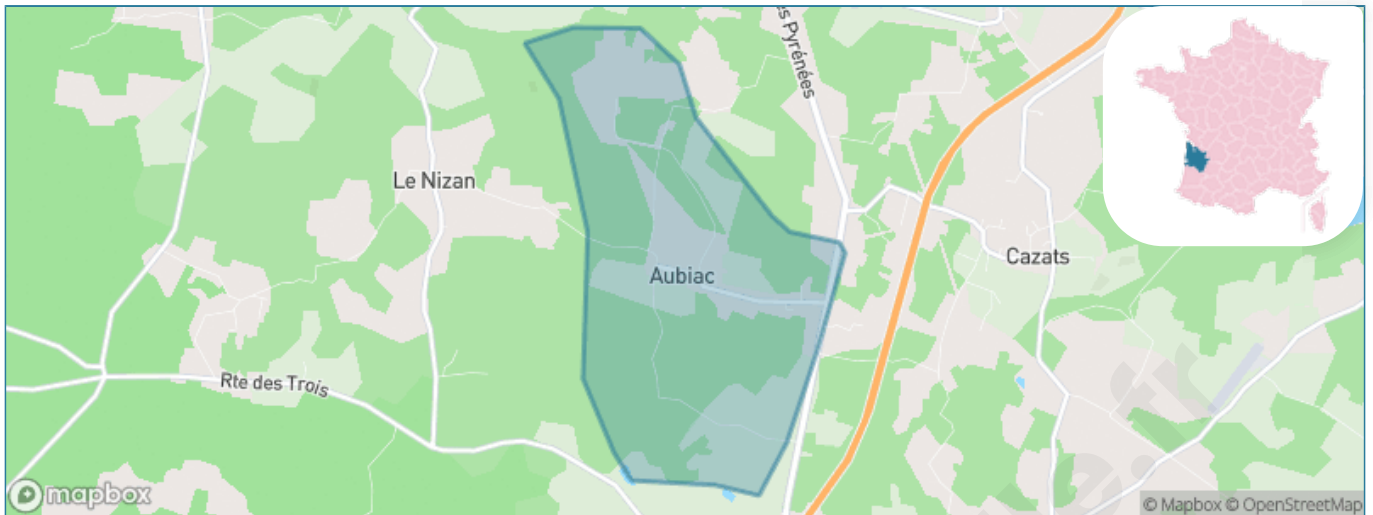 es Pyrénées
Le Nizan
Aubiac
Cazats
Rte des Trois
mapbox
© Mapbox © OpenStreetMap